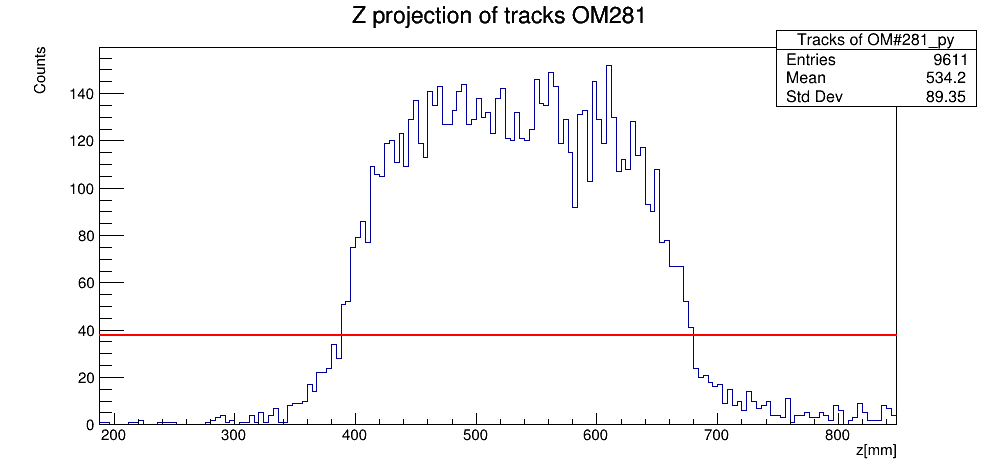 Z projection of tracks OM281
Tracks of OM#281_py
Entries 9611
Mean 534.2
Std Dev 89.35
Counts
140
120
100
80
60
40
20
0
200 300 400 500 600 700 800
z[mm]